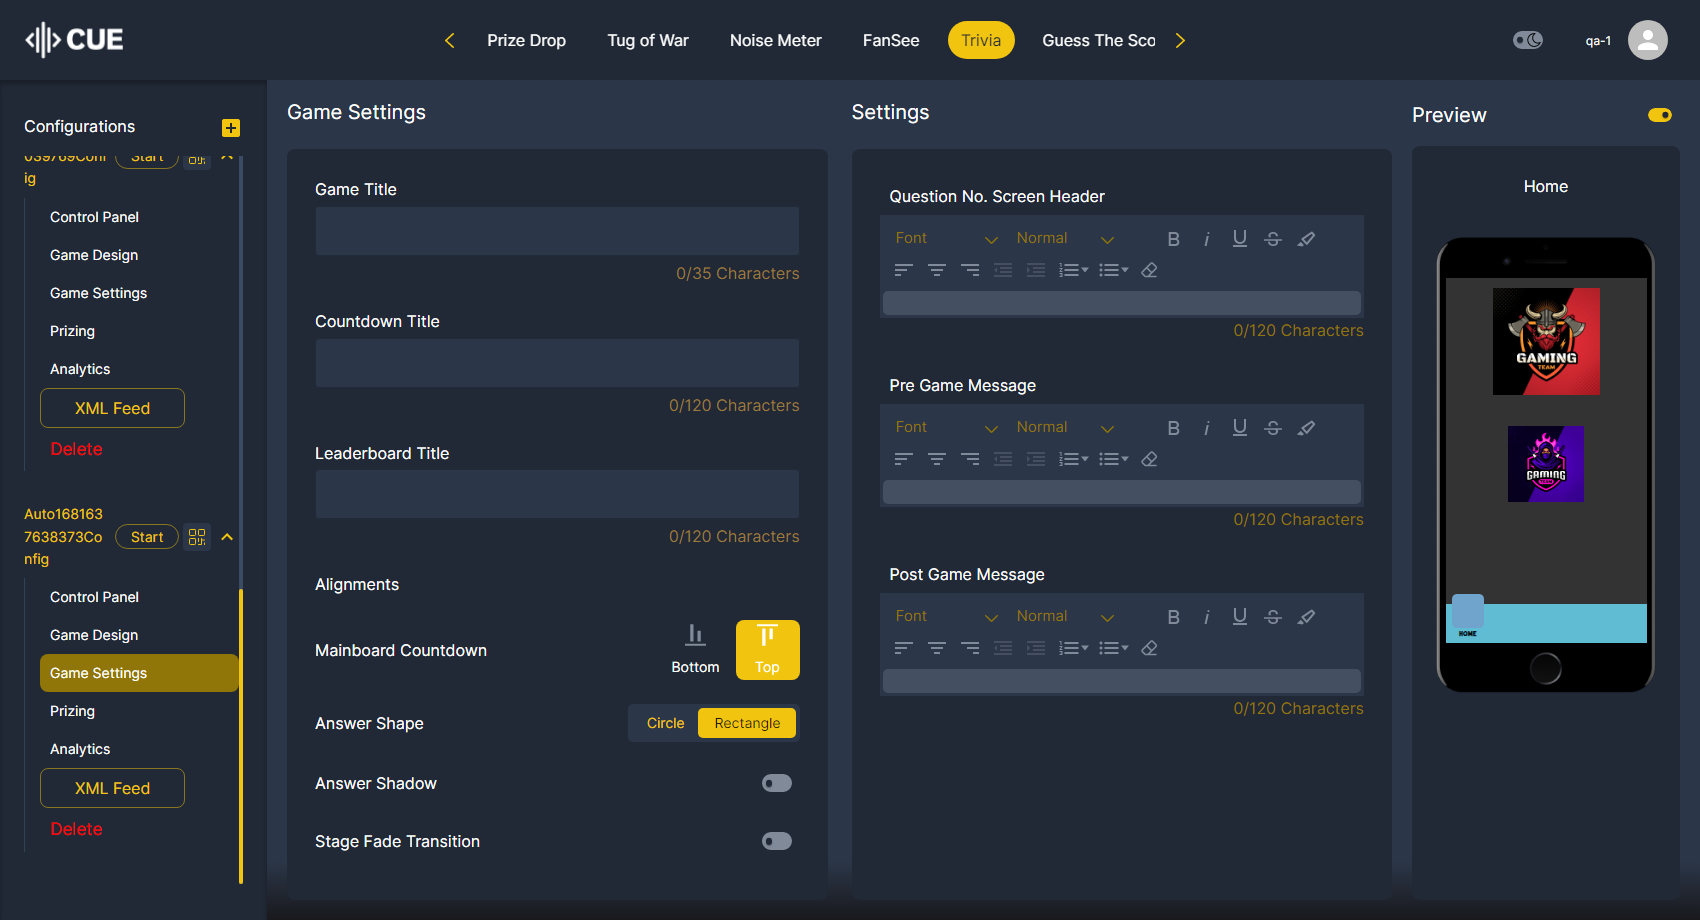 CUE
Prize Drop
Tug of War
Noise Meter
FanSee
Trivia
Guess The Sco
qa-1
Configurations
039769Conf
ig
Start
Control Panel
Game Design
Game Settings
Prizing
Analytics
XML Feed
Delete
Auto168163
7638373Co
nfig
Start
Control Panel
Game Design
Game Settings
Prizing
Analytics
XML Feed
Delete
Game Settings
Game Title
0/35 Characters
Countdown Title
0/120 Characters
Leaderboard Title
0/120 Characters
Alignments
Mainboard Countdown
Bottom
Top
Answer Shape
Circle
Rectangle
Answer Shadow
Stage Fade Transition
Settings
Question No. Screen Header
Font
Normal
B i U S
0/120 Characters
Pre Game Message
Font
Normal
B i U S
0/120 Characters
Post Game Message
Font
Normal
B i U S
0/120 Characters
Preview
Home
GAMING
TEAM
GAMING
TEAM
HOME